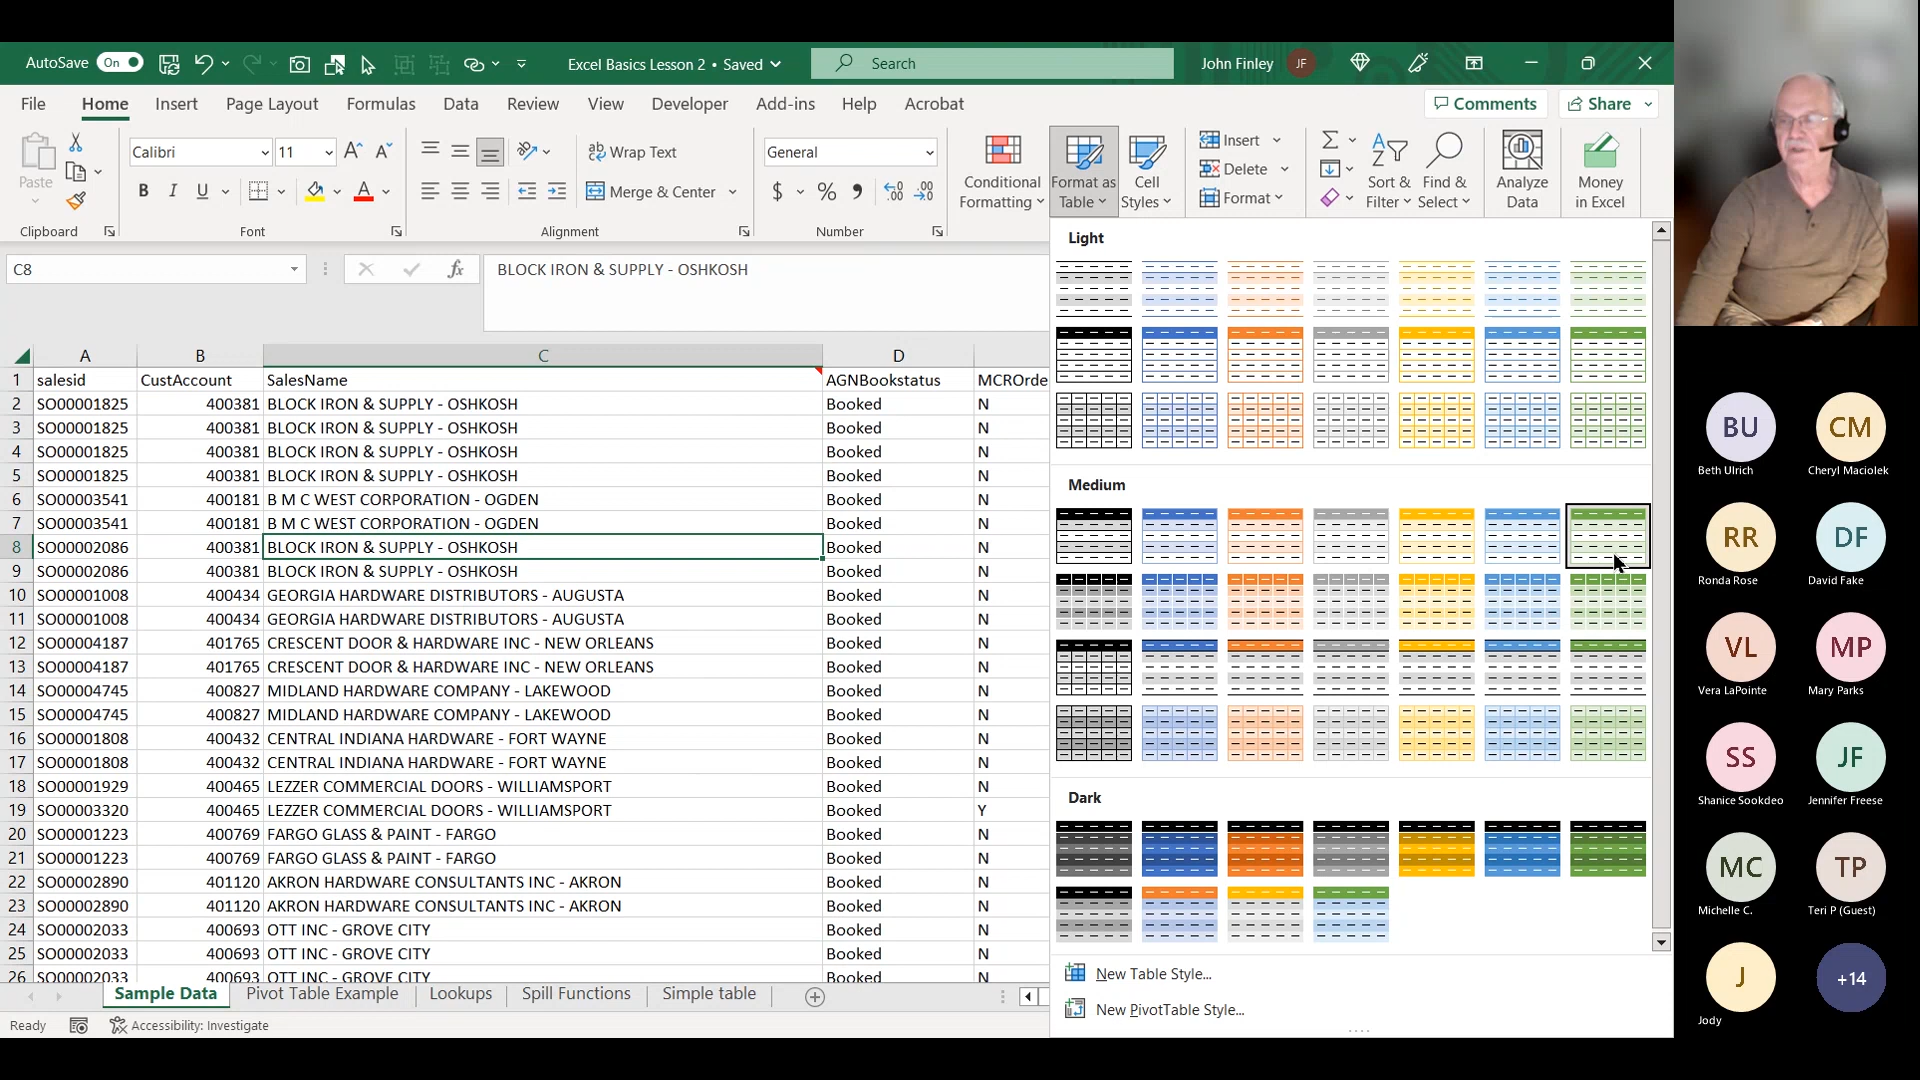 AutoSave On Excel Basics Lesson 2 • Saved Search John Finley JF
File Home Insert Page Layout Formulas Data Review View Developer Add-ins Help Acrobat Comments Share
Paste
Clipboard
Calibri 11
B I U
Font
Wrap Text
Merge & Center
Alignment
General
$ % ,
Number
Conditional Formatting
Format as Table
Cell Styles
Insert
Delete
Format
Sort & Filter
Find & Select
Analyze Data
Money in Excel
C8 fx BLOCK IRON & SUPPLY - OSHKOSH
A B C D
1 salesid CustAccount SalesName AGNBookstatus MCROrde
2 SO00001825 400381 BLOCK IRON & SUPPLY - OSHKOSH Booked N
3 SO00001825 400381 BLOCK IRON & SUPPLY - OSHKOSH Booked N
4 SO00001825 400381 BLOCK IRON & SUPPLY - OSHKOSH Booked N
5 SO00001825 400381 BLOCK IRON & SUPPLY - OSHKOSH Booked N
6 SO00003541 400181 B M C WEST CORPORATION - OGDEN Booked N
7 SO00003541 400181 B M C WEST CORPORATION - OGDEN Booked N
8 SO00002086 400381 BLOCK IRON & SUPPLY - OSHKOSH Booked N
9 SO00002086 400381 BLOCK IRON & SUPPLY - OSHKOSH Booked N
10 SO00001008 400434 GEORGIA HARDWARE DISTRIBUTORS - AUGUSTA Booked N
11 SO00001008 400434 GEORGIA HARDWARE DISTRIBUTORS - AUGUSTA Booked N
12 SO00004187 401765 CRESCENT DOOR & HARDWARE INC - NEW ORLEANS Booked N
13 SO00004187 401765 CRESCENT DOOR & HARDWARE INC - NEW ORLEANS Booked N
14 SO00004745 400827 MIDLAND HARDWARE COMPANY - LAKEWOOD Booked N
15 SO00004745 400827 MIDLAND HARDWARE COMPANY - LAKEWOOD Booked N
16 SO00001808 400432 CENTRAL INDIANA HARDWARE - FORT WAYNE Booked N
17 SO00001808 400432 CENTRAL INDIANA HARDWARE - FORT WAYNE Booked N
18 SO00001929 400465 LEZZER COMMERCIAL DOORS - WILLIAMSPORT Booked N
19 SO00003320 400465 LEZZER COMMERCIAL DOORS - WILLIAMSPORT Booked Y
20 SO00001223 400769 FARGO GLASS & PAINT - FARGO Booked N
21 SO00001223 400769 FARGO GLASS & PAINT - FARGO Booked N
22 SO00002890 401120 AKRON HARDWARE CONSULTANTS INC - AKRON Booked N
23 SO00002890 401120 AKRON HARDWARE CONSULTANTS INC - AKRON Booked N
24 SO00002033 400693 OTT INC - GROVE CITY Booked N
25 SO00002033 400693 OTT INC - GROVE CITY Booked N
26 SO00002033 400693 OTT INC - GROVE CITY Booked N
Sample Data Pivot Table Example Lookups Spill Functions Simple table
Ready Accessibility: Investigate
Light
Medium
Dark
New Table Style...
New PivotTable Style...
BU CM
Beth Ulrich Cheryl Maciolek
RR DF
Ronda Rose David Fake
VL MP
Vera LaPointe Mary Parks
SS JF
Shanice Sookdeo Jennifer Freese
MC TP
Michelle C. Teri P (Guest)
J +14
Jody